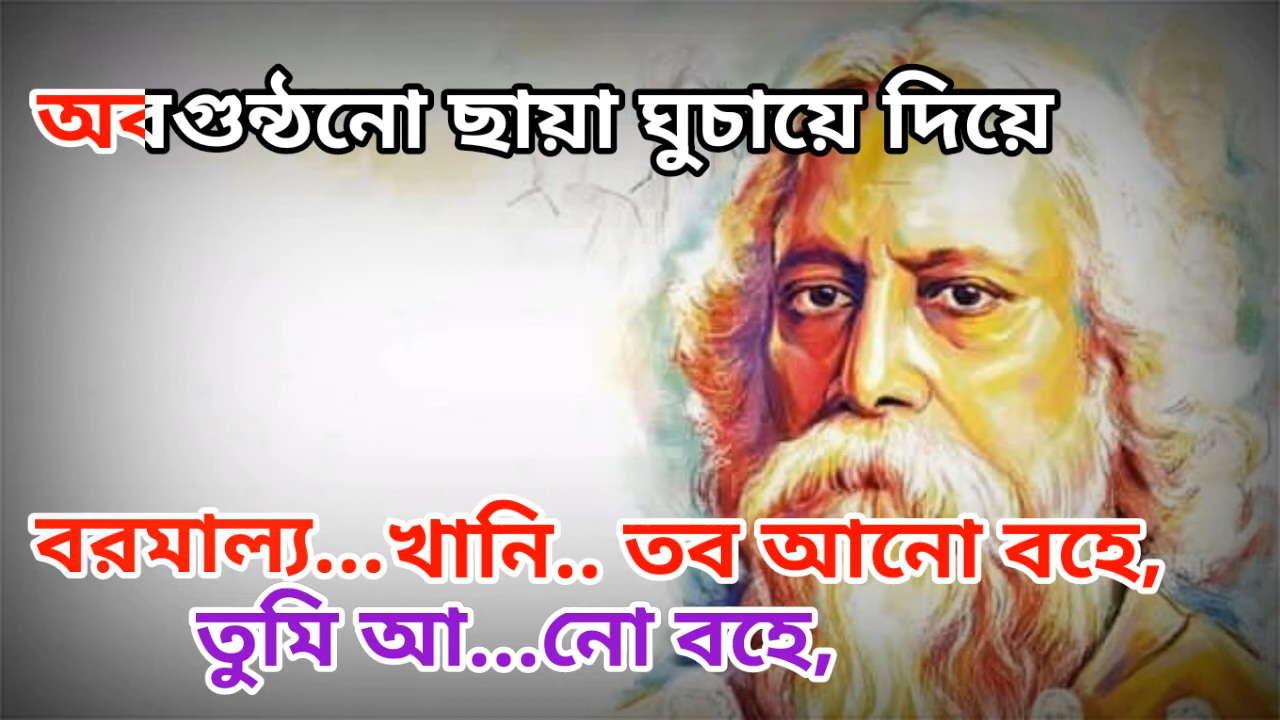 অবগুন্ঠনো ছায়া ঘুচায়ে দিয়ে
বরমাল্য...খানি.. তব আনো বহে,
তুমি আ...নো বহে,